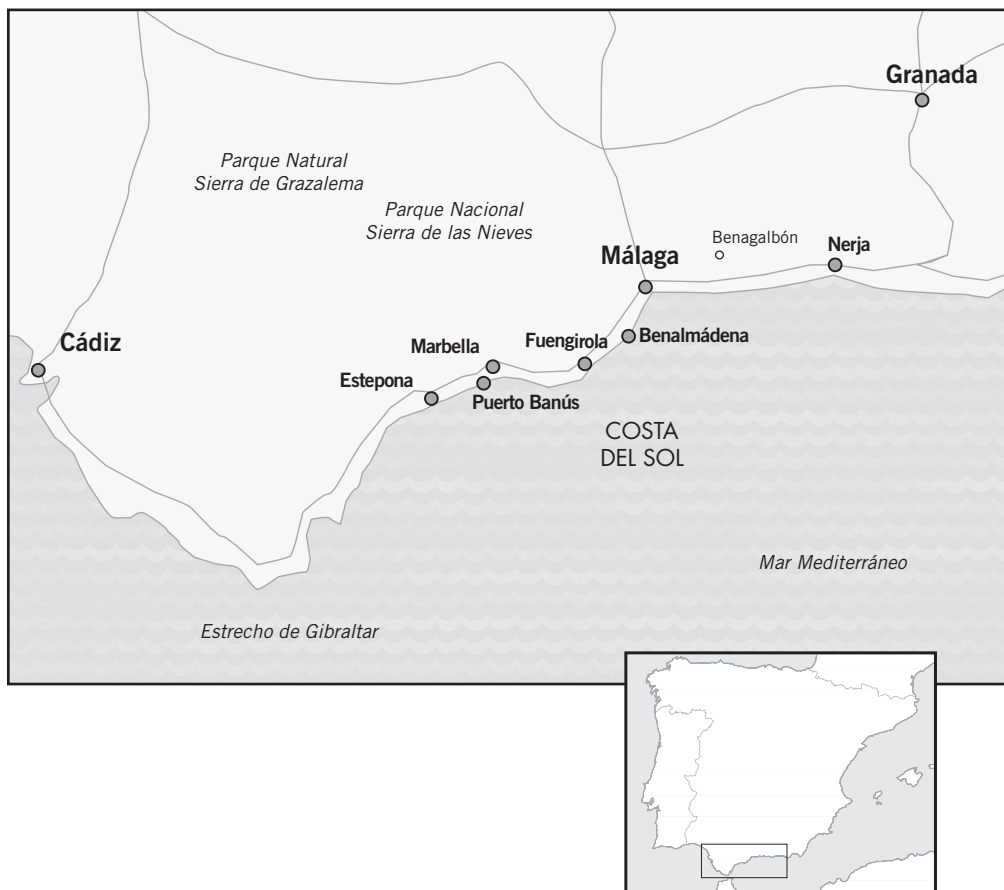 Granada
Parque Natural
Sierra de Grazalema
Parque Nacional
Sierra de las Nieves
Benagalbón
Nerja
Málaga
Cádiz
Marbella
Fuengirola
Benalmádena
Estepona
Puerto Banús
COSTA
DEL SOL
Mar Mediterráneo
Estrecho de Gibraltar